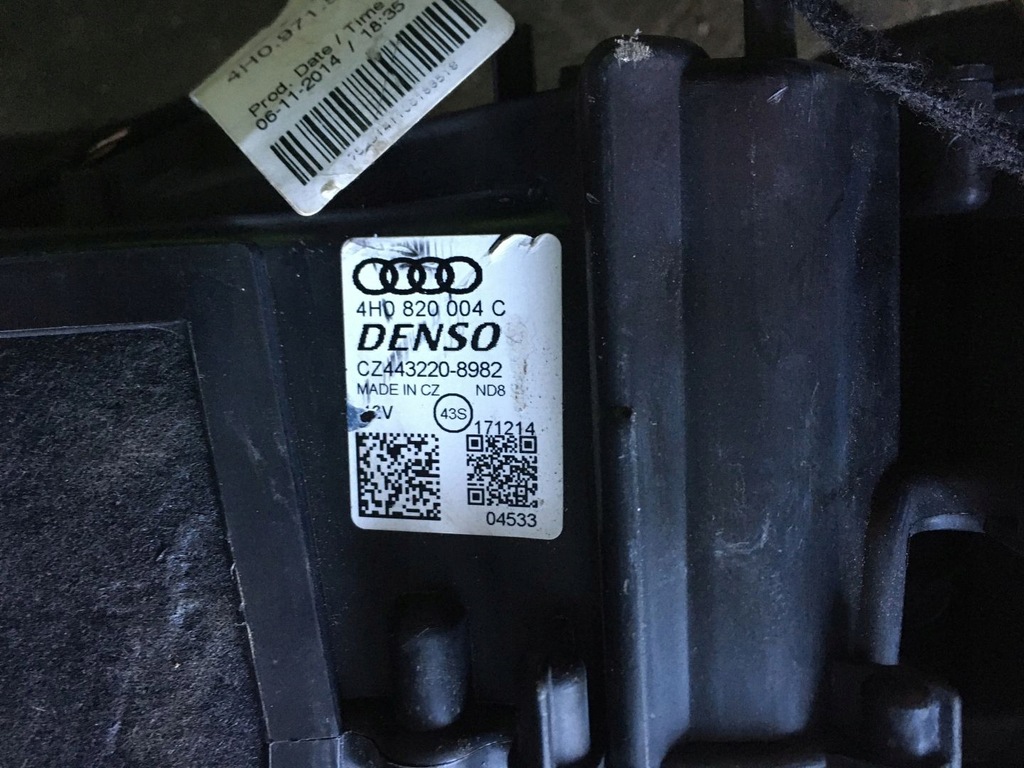 4H0.971.
Prod- Date / Time
06-11-2014 / 18:35
4H0 820 004 C
DENSO
CZ443220-8982
MADE IN CZ ND8
43S
171214
04533